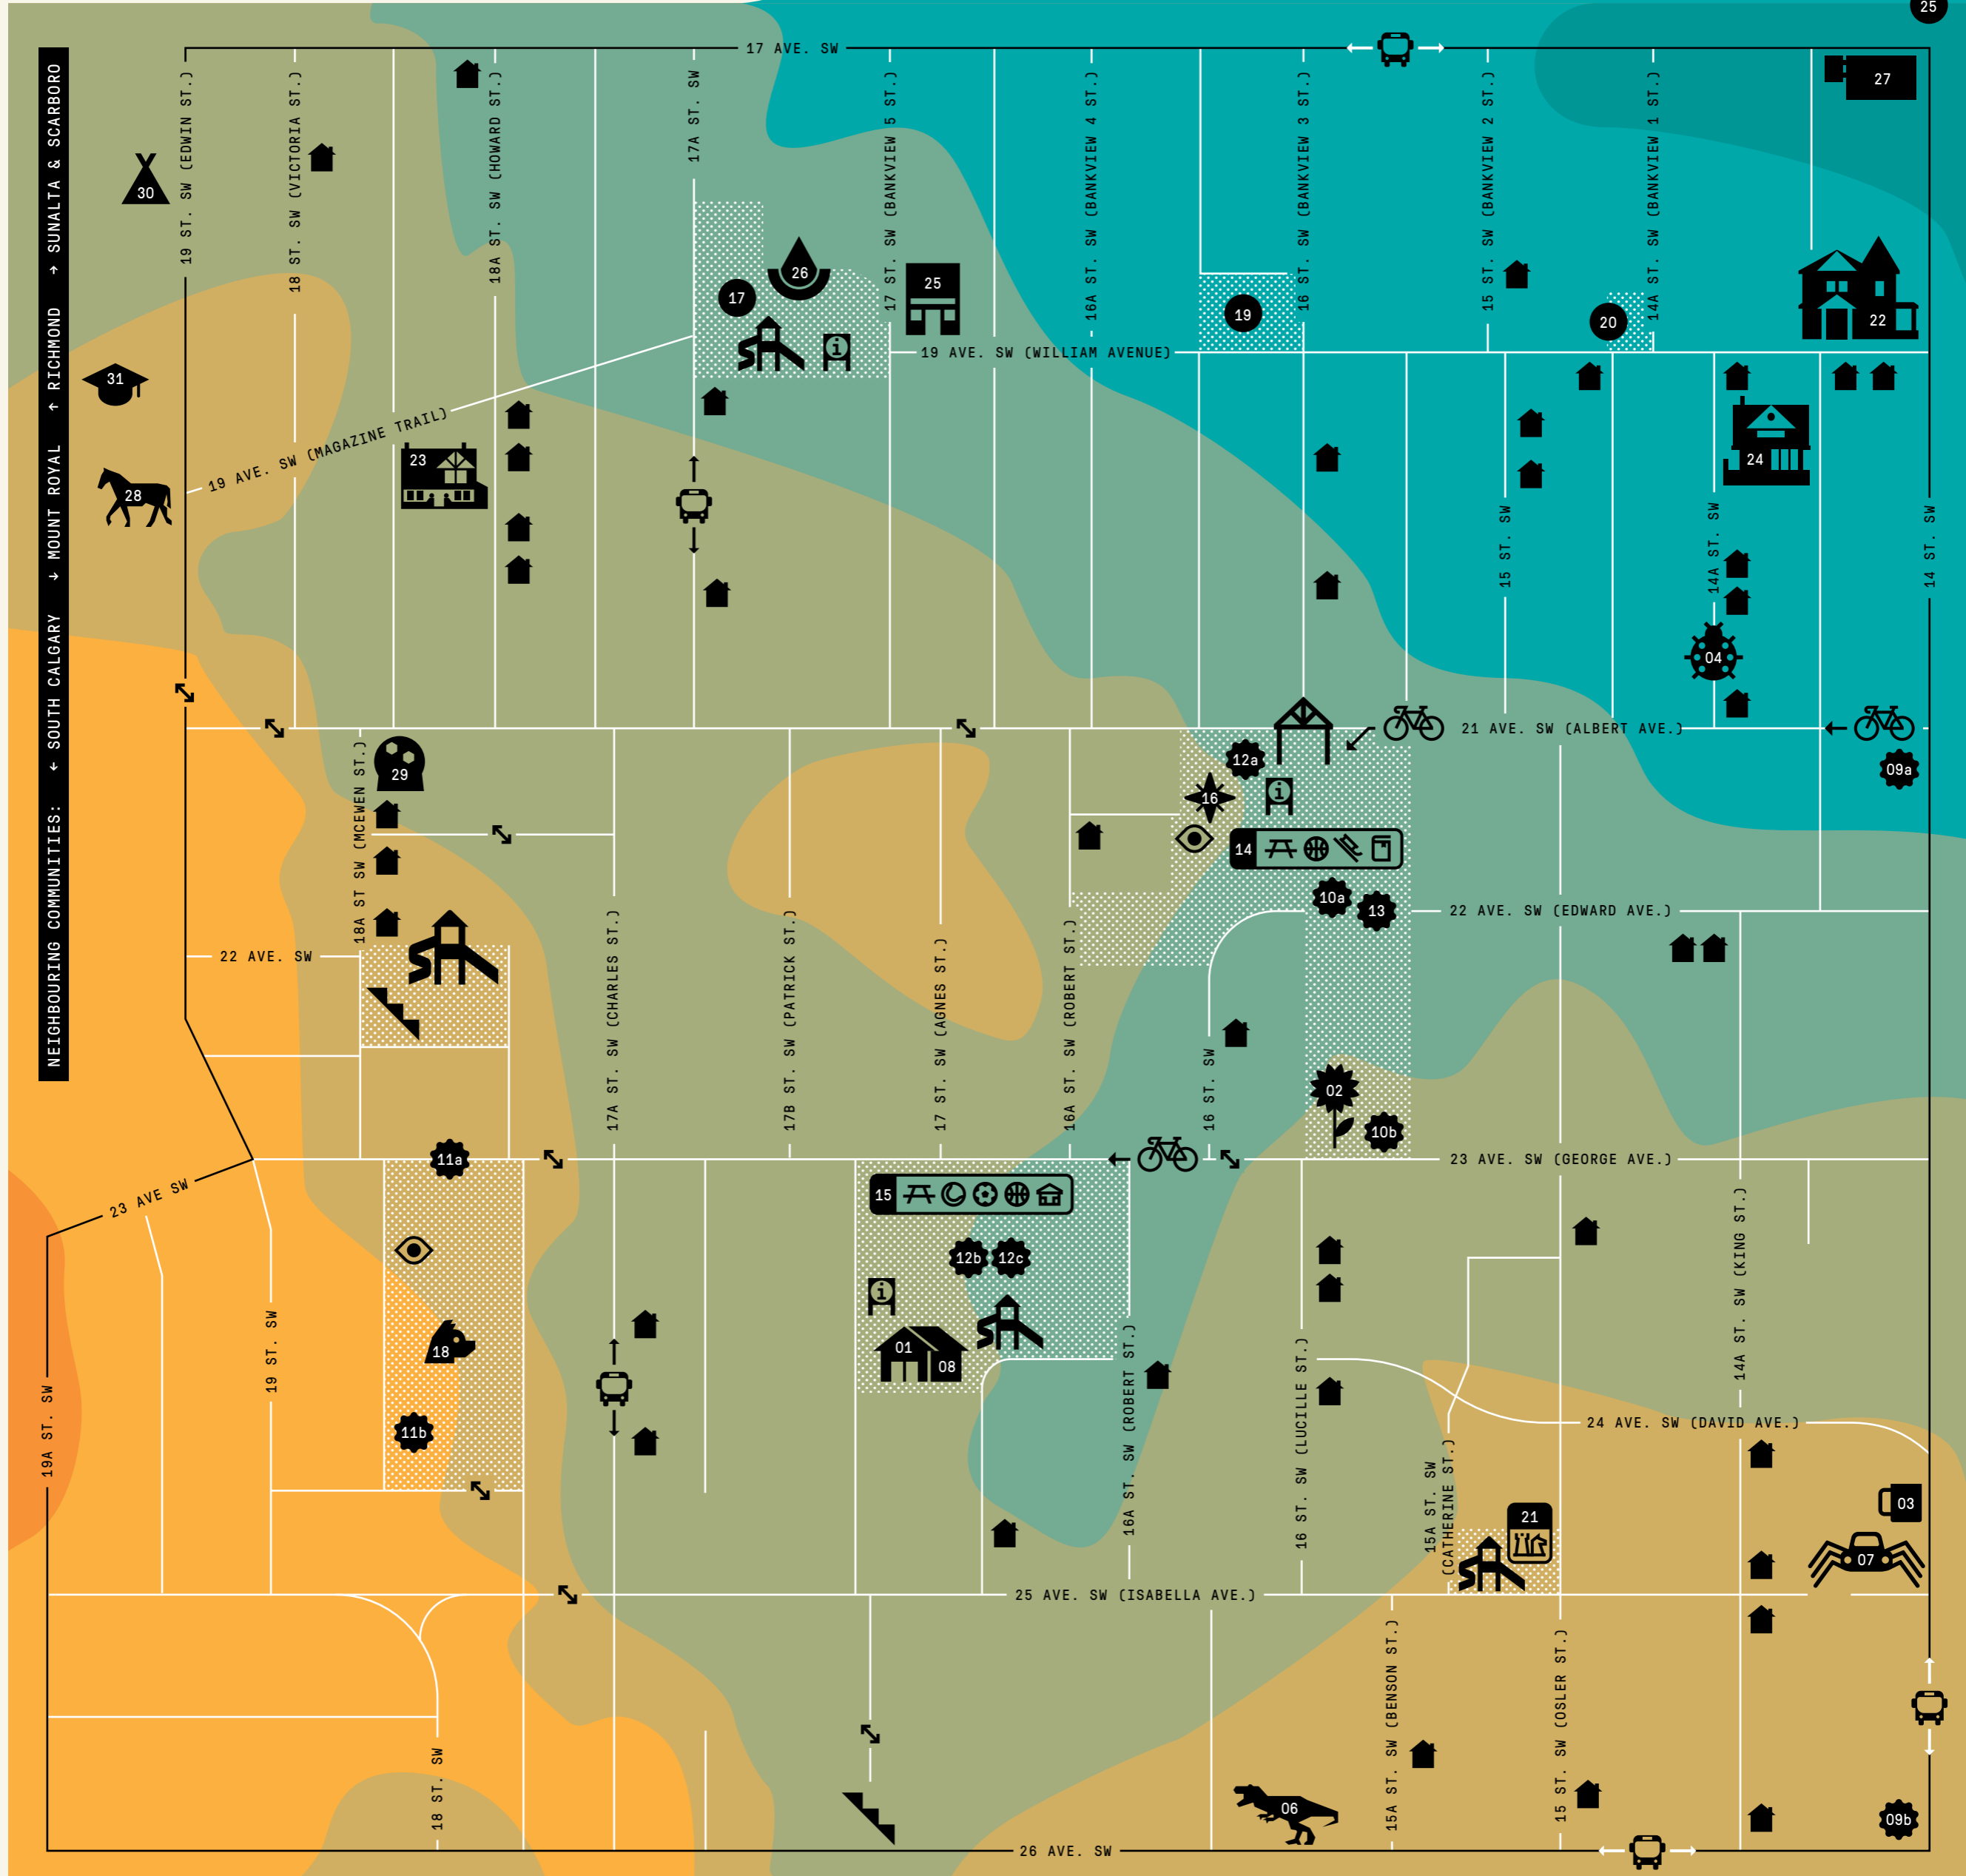 25
17 AVE. SW
27
NEIGHBOURING COMMUNITIES: ← SOUTH CALGARY ↓ MOUNT ROYAL ↑ RICHMOND → SUNALTA & SCARBORO
19 ST. SW (EDWIN ST.)
18 ST. SW (VICTORIA ST.)
18A ST. SW (HOWARD ST.)
17A ST. SW
17 ST. SW (BANKVIEW 5 ST.)
16A ST. SW (BANKVIEW 4 ST.)
16 ST. SW (BANKVIEW 3 ST.)
15 ST. SW (BANKVIEW 2 ST.)
14A ST. SW (BANKVIEW 1 ST.)
30
26
25
17
i
19
20
22
19 AVE. SW (WILLIAM AVENUE)
31
19 AVE. SW (MAGAZINE TRAIL)
23
24
28
15 ST. SW
14A ST. SW
14 ST. SW
04
21 AVE. SW (ALBERT AVE.)
18A ST SW (MCEWEN ST.)
29
12a
09a
16
i
14
10a
13
22 AVE. SW (EDWARD AVE.)
22 AVE. SW
17A ST. SW (CHARLES ST.)
17B ST. SW (PATRICK ST.)
17 ST. SW (AGNES ST.)
16A ST. SW (ROBERT ST.)
16 ST. SW
02
10b
11a
23 AVE. SW (GEORGE AVE.)
23 AVE SW
15
12b
12c
i
01
08
18
11b
19A ST. SW
19 ST. SW
16A ST. SW (ROBERT ST.)
16 ST. SW (LUCILLE ST.)
14A ST. SW (KING ST.)
24 AVE. SW (DAVID AVE.)
15A ST. SW
(CATHERINE ST.)
21
03
07
25 AVE. SW (ISABELLA AVE.)
18 ST. SW
15A ST. SW (BENSON ST.)
15 ST. SW (OSLER ST.)
06
09b
26 AVE. SW